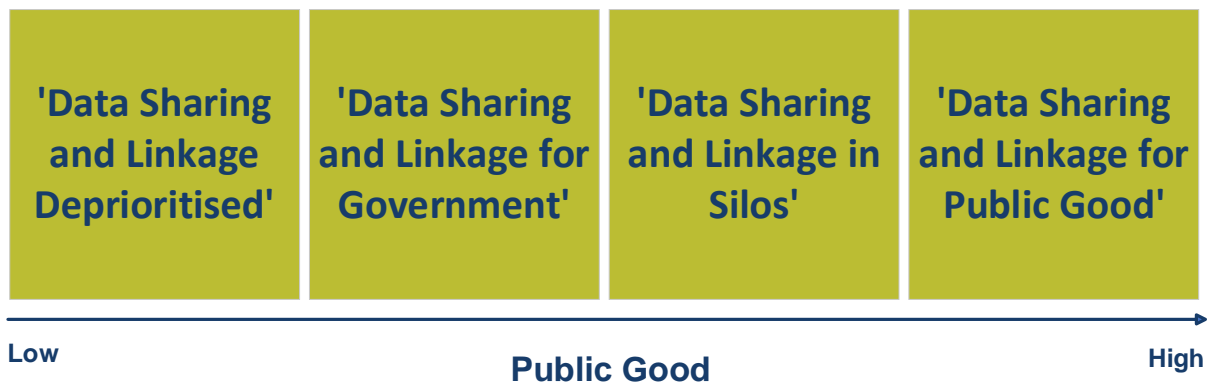 'Data Sharing
and Linkage
Deprioritised'
'Data Sharing
and Linkage for
Government'
'Data Sharing
and Linkage in
Silos'
'Data Sharing
and Linkage for
Public Good'
Low
Public Good
High